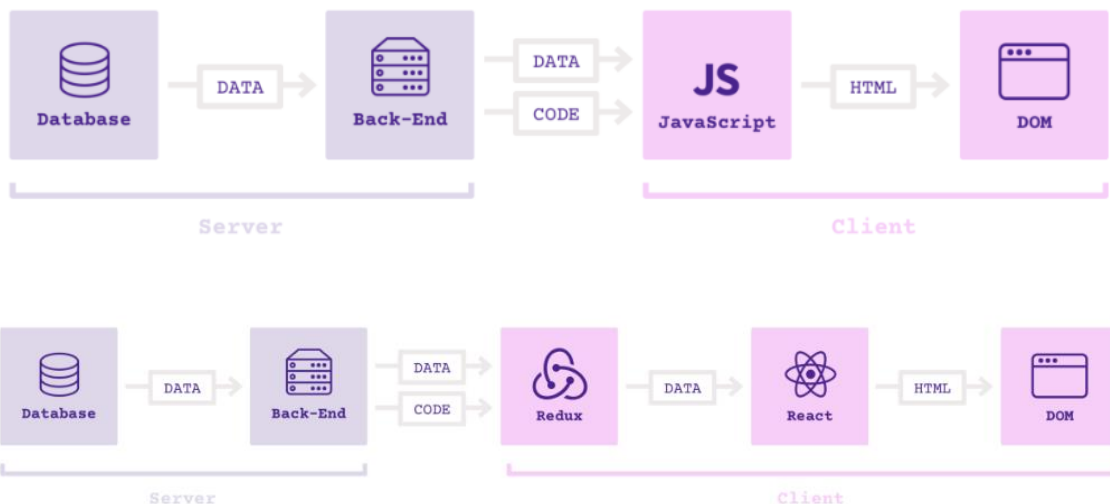 DATA
DATA
CODE
JS
HTML
Database
Back-End
JavaScript
DOM
Server
Client
DATA
DATA
CODE
DATA
HTML
Database
Back-End
Redux
React
DOM
Server
Client